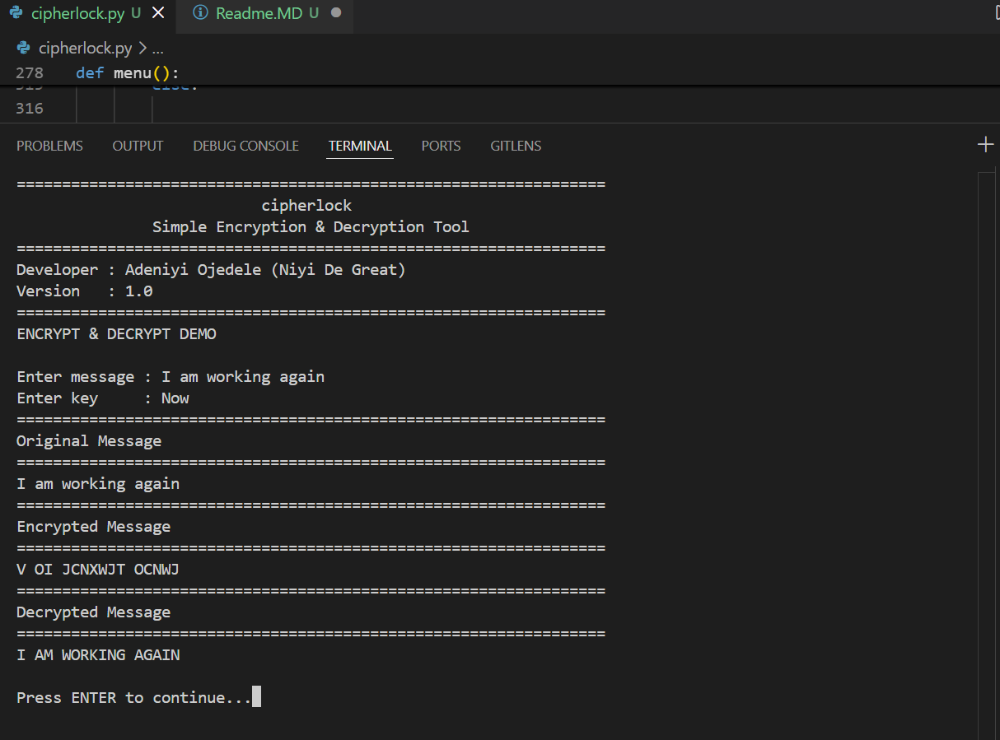 cipherlock.py U
Readme.MD U
cipherlock.py > ...
278 def menu():
315 else:
316
PROBLEMS OUTPUT DEBUG CONSOLE TERMINAL PORTS GITLENS
=================================================================
cipherlock
Simple Encryption & Decryption Tool
=================================================================
Developer : Adeniyi Ojedele (Niyi De Great)
Version   : 1.0
=================================================================
ENCRYPT & DECRYPT DEMO
Enter message : I am working again
Enter key     : Now
=================================================================
Original Message
=================================================================
I am working again
=================================================================
Encrypted Message
=================================================================
V OI JCNXWJT OCNWJ
=================================================================
Decrypted Message
=================================================================
I AM WORKING AGAIN
Press ENTER to continue...